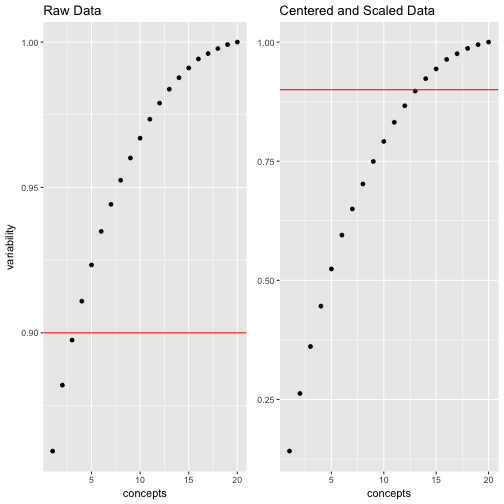 Raw Data
1.00
0.95
0.90
variability
5 10 15 20
concepts
Centered and Scaled Data
1.00
0.75
0.50
0.25
5 10 15 20
concepts